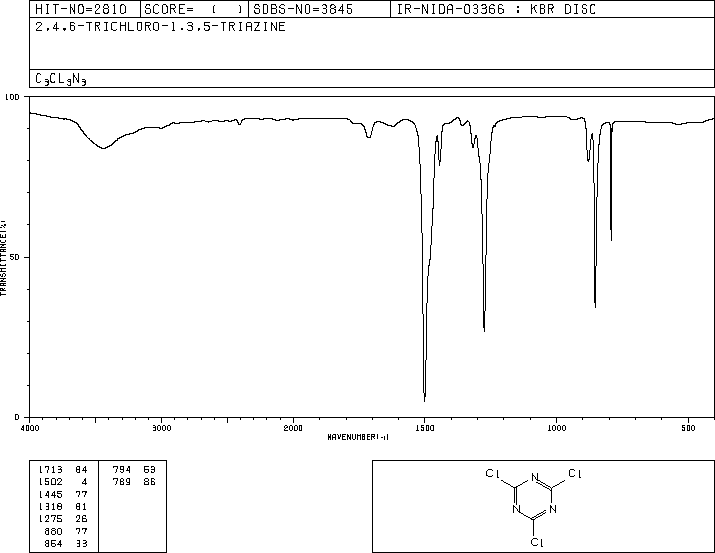 HIT-NO=2810 SCORE= ( ) SDBS-NO=3845 IR-NIDA-03366 : KBR DISC
2,4,6-TRICHLORO-1,3,5-TRIAZINE
C3CL3N3
100
50
0
TRANSMITTANCE(%)
4000 3000 2000 1500 1000 500
WAVENUMBER(-1)
1713 84 794 53
1502 4 789 86
1445 77
1318 81
1275 26
880 77
854 33
Cl N Cl
N N
Cl